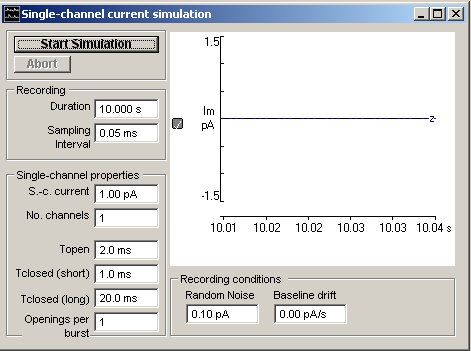 Single-channel current simulation
Start Simulation
Abort
Recording
Duration 10.000 s
Sampling Interval 0.05 ms
Single-channel properties
S.-c. current 1.00 pA
No. channels 1
Topen 2.0 ms
Tclosed (short) 1.0 ms
Tclosed (long) 20.0 ms
Openings per burst 1
1.5
Im
pA
z
-1.5
10.01 10.02 10.02 10.03 10.03 10.04 s
Recording conditions
Random Noise Baseline drift
0.10 pA 0.00 pA/s